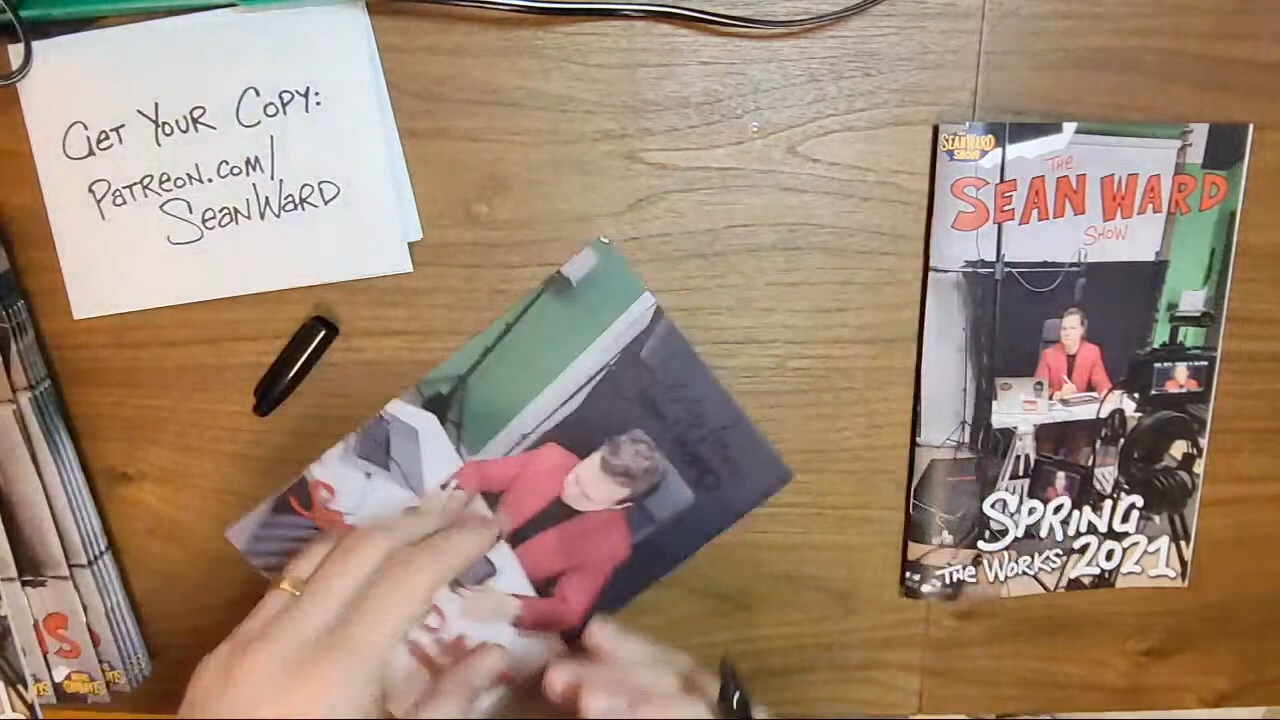 GET YOUR COPY:
PATREON.COM/
SEANWARD
THE
SEAN WARD
SHOW
THE
SEAN WARD
SHOW
SPRING
THE WORKS 2021